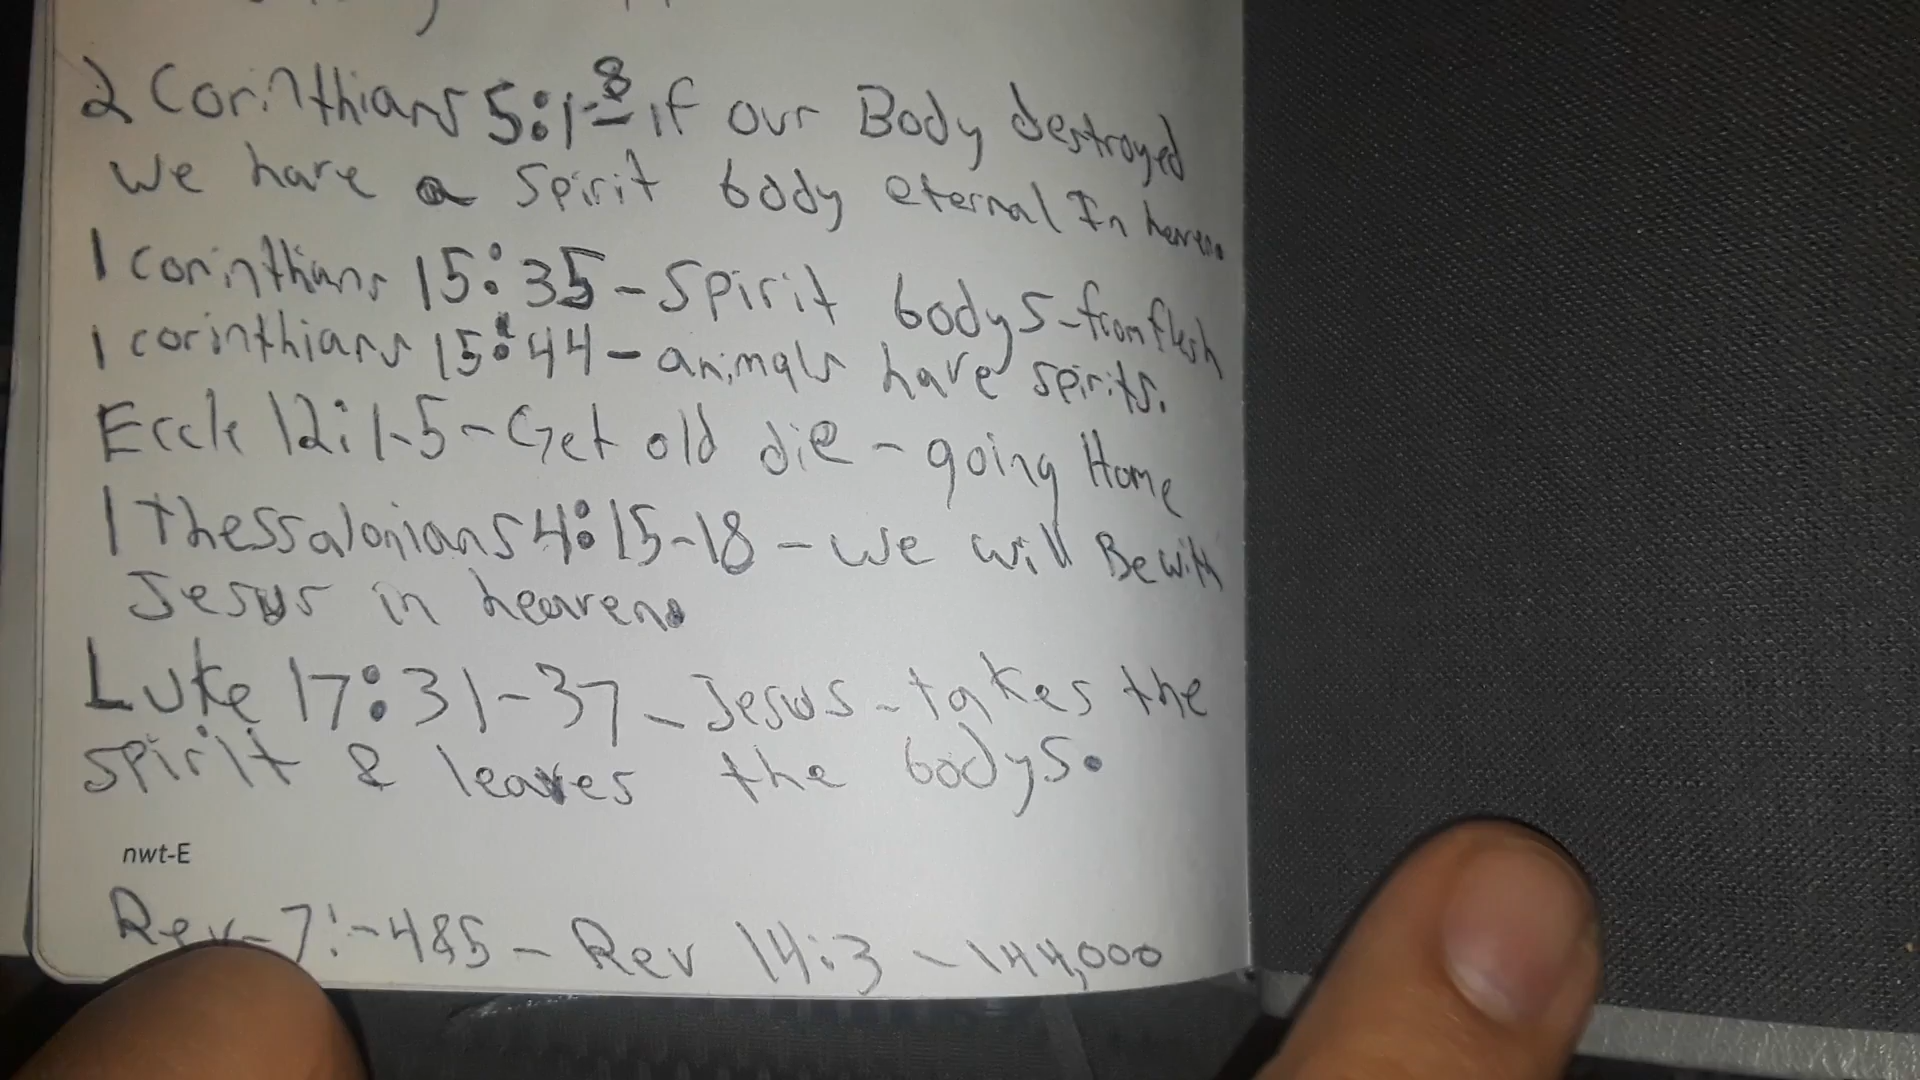 2 Corinthians 5:1-8 if our Body destroyed
we have a spirit body eternal In heaven.
1 corinthians 15:35 - spirit bodys - from flesh
1 corinthians 15:44 - animals have spirits.
Eccle 12:1-5 - Get old die - going Home
1 Thessalonians 4:15-18 - we will Be with
Jesus in heaven.
Luke 17:31-37 - Jesus - takes the
spirit & leaves the bodys.
nwt-E
Rev - 7:-4&5 - Rev 14:3 - 144,000